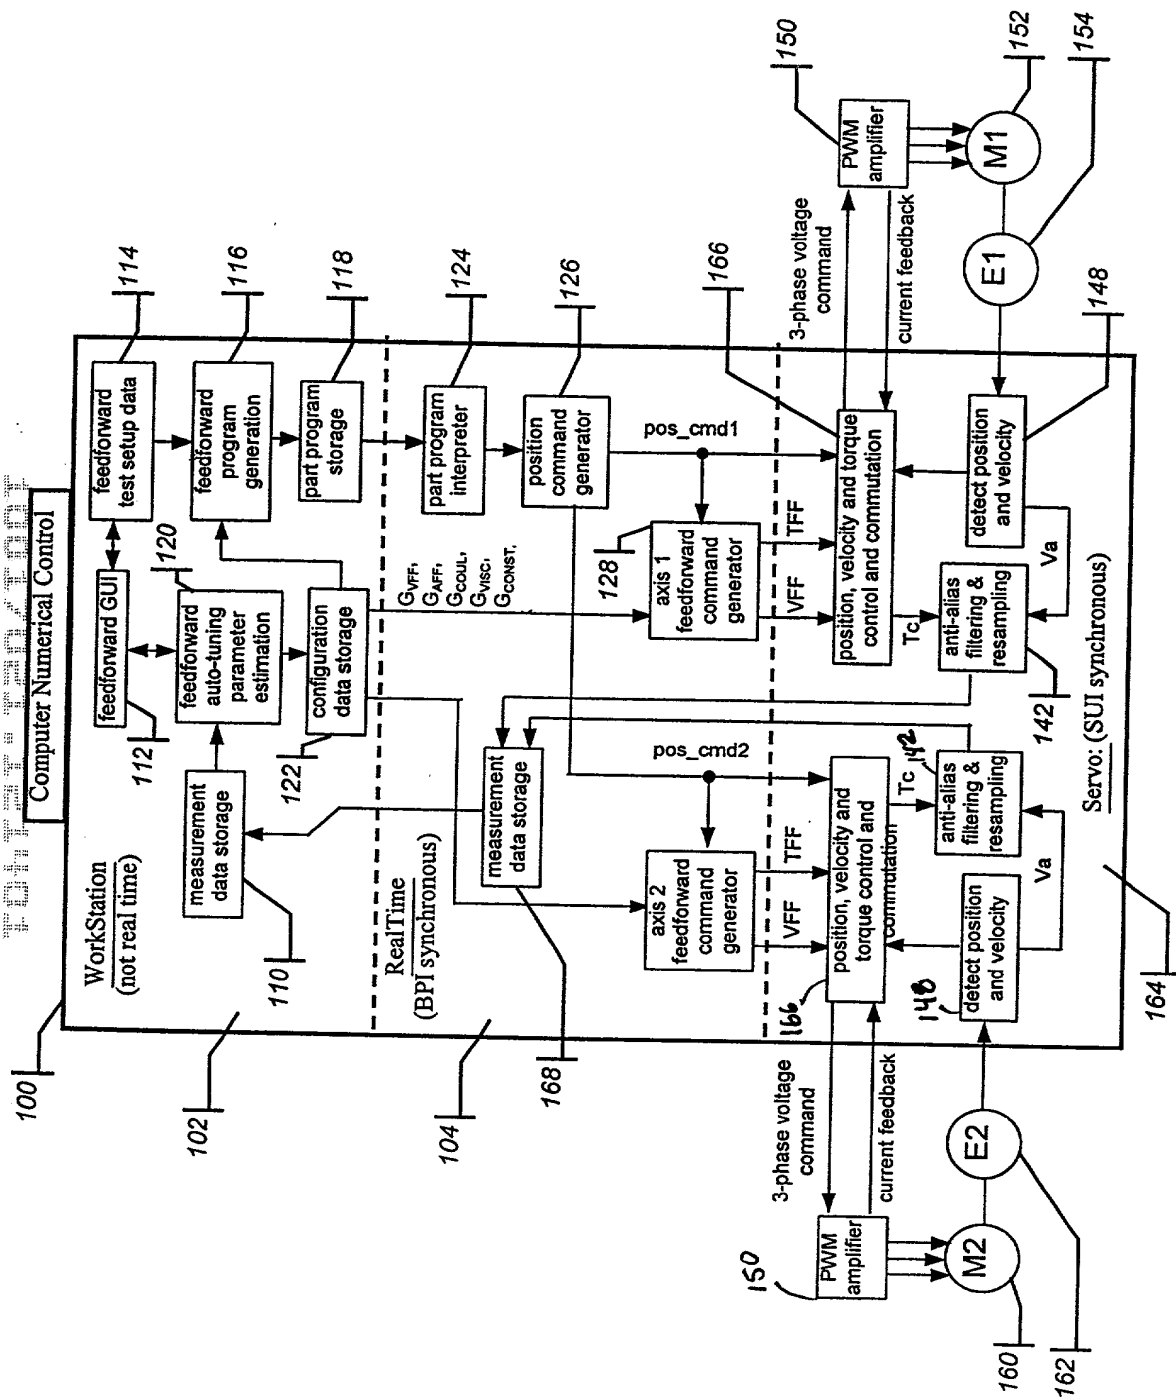 Computer Numerical Control
100
WorkStation
(not real time)
102
measurement
data storage
110
feedforward GUI
112
feedforward
test setup data
114
feedforward
auto-tuning
parameter
estimation
120
feedforward
program
generation
116
configuration
data storage
122
part program
storage
118
RealTime
(BPI synchronous)
104
measurement
data storage
168
G_VFF,
G_AFF,
G_COUL,
G_VISC,
G_CONST,
part program
interpreter
124
position
command
generator
126
axis 2
feedforward
command
generator
pos_cmd2
VFF
TFF
axis 1
feedforward
command
generator
128
pos_cmd1
VFF
TFF
166
position, velocity and
torque control and
commutation
166
Tc
142
anti-alias
filtering &
resampling
Va
detect position
and velocity
148
position, velocity and torque
control and commutation
166
Tc
anti-alias
filtering &
resampling
142
Va
detect position
and velocity
148
Servo: (SUI synchronous)
164
3-phase voltage
command
current feedback
PWM
amplifier
150
M2
160
E2
162
3-phase voltage
command
current feedback
PWM
amplifier
150
M1
152
E1
154